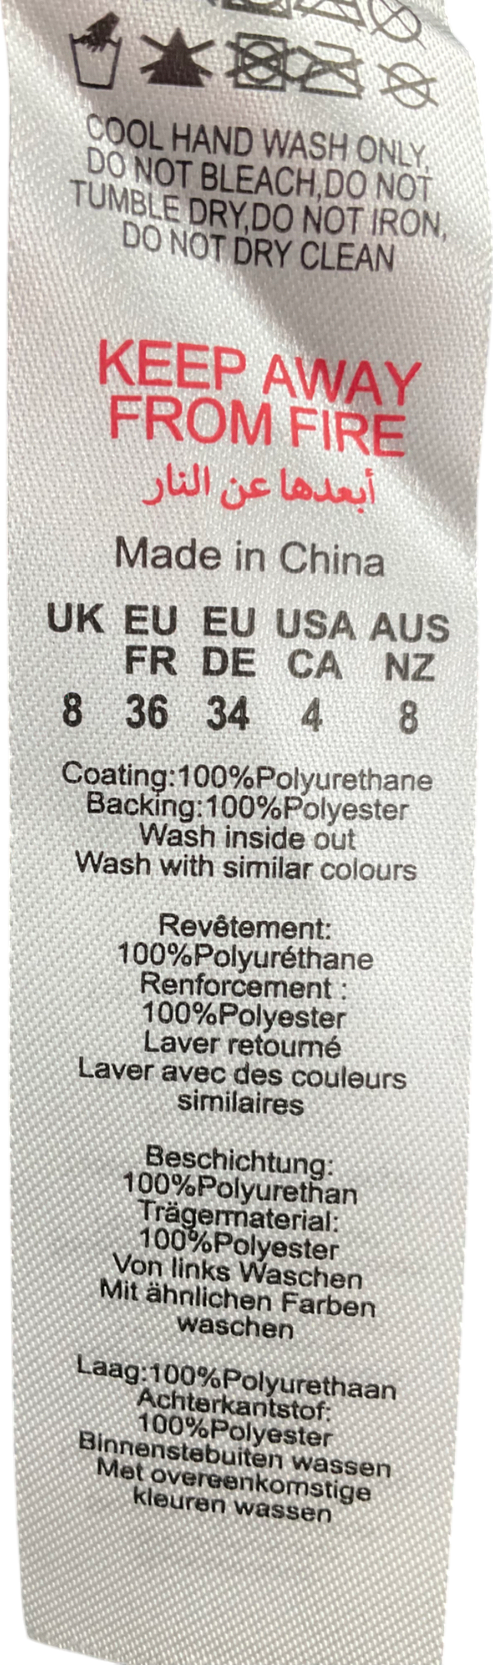 COOL HAND WASH ONLY,
DO NOT BLEACH,DO NOT
TUMBLE DRY,DO NOT IRON,
DO NOT DRY CLEAN
KEEP AWAY
FROM FIRE
أبعدها عن النار
Made in China
UK EU EU USA AUS
FR DE CA NZ
8 36 34 4 8
Coating:100%Polyurethane
Backing:100%Polyester
Wash inside out
Wash with similar colours
Revêtement:
100%Polyuréthane
Renforcement :
100%Polyester
Laver retourné
Laver avec des couleurs
similaires
Beschichtung:
100%Polyurethan
Trägermaterial:
100%Polyester
Von links Waschen
Mit ähnlichen Farben
waschen
Laag:100%Polyurethaan
Achterkantstof:
100%Polyester
Binnenstebuiten wassen
Met overeenkomstige
kleuren wassen